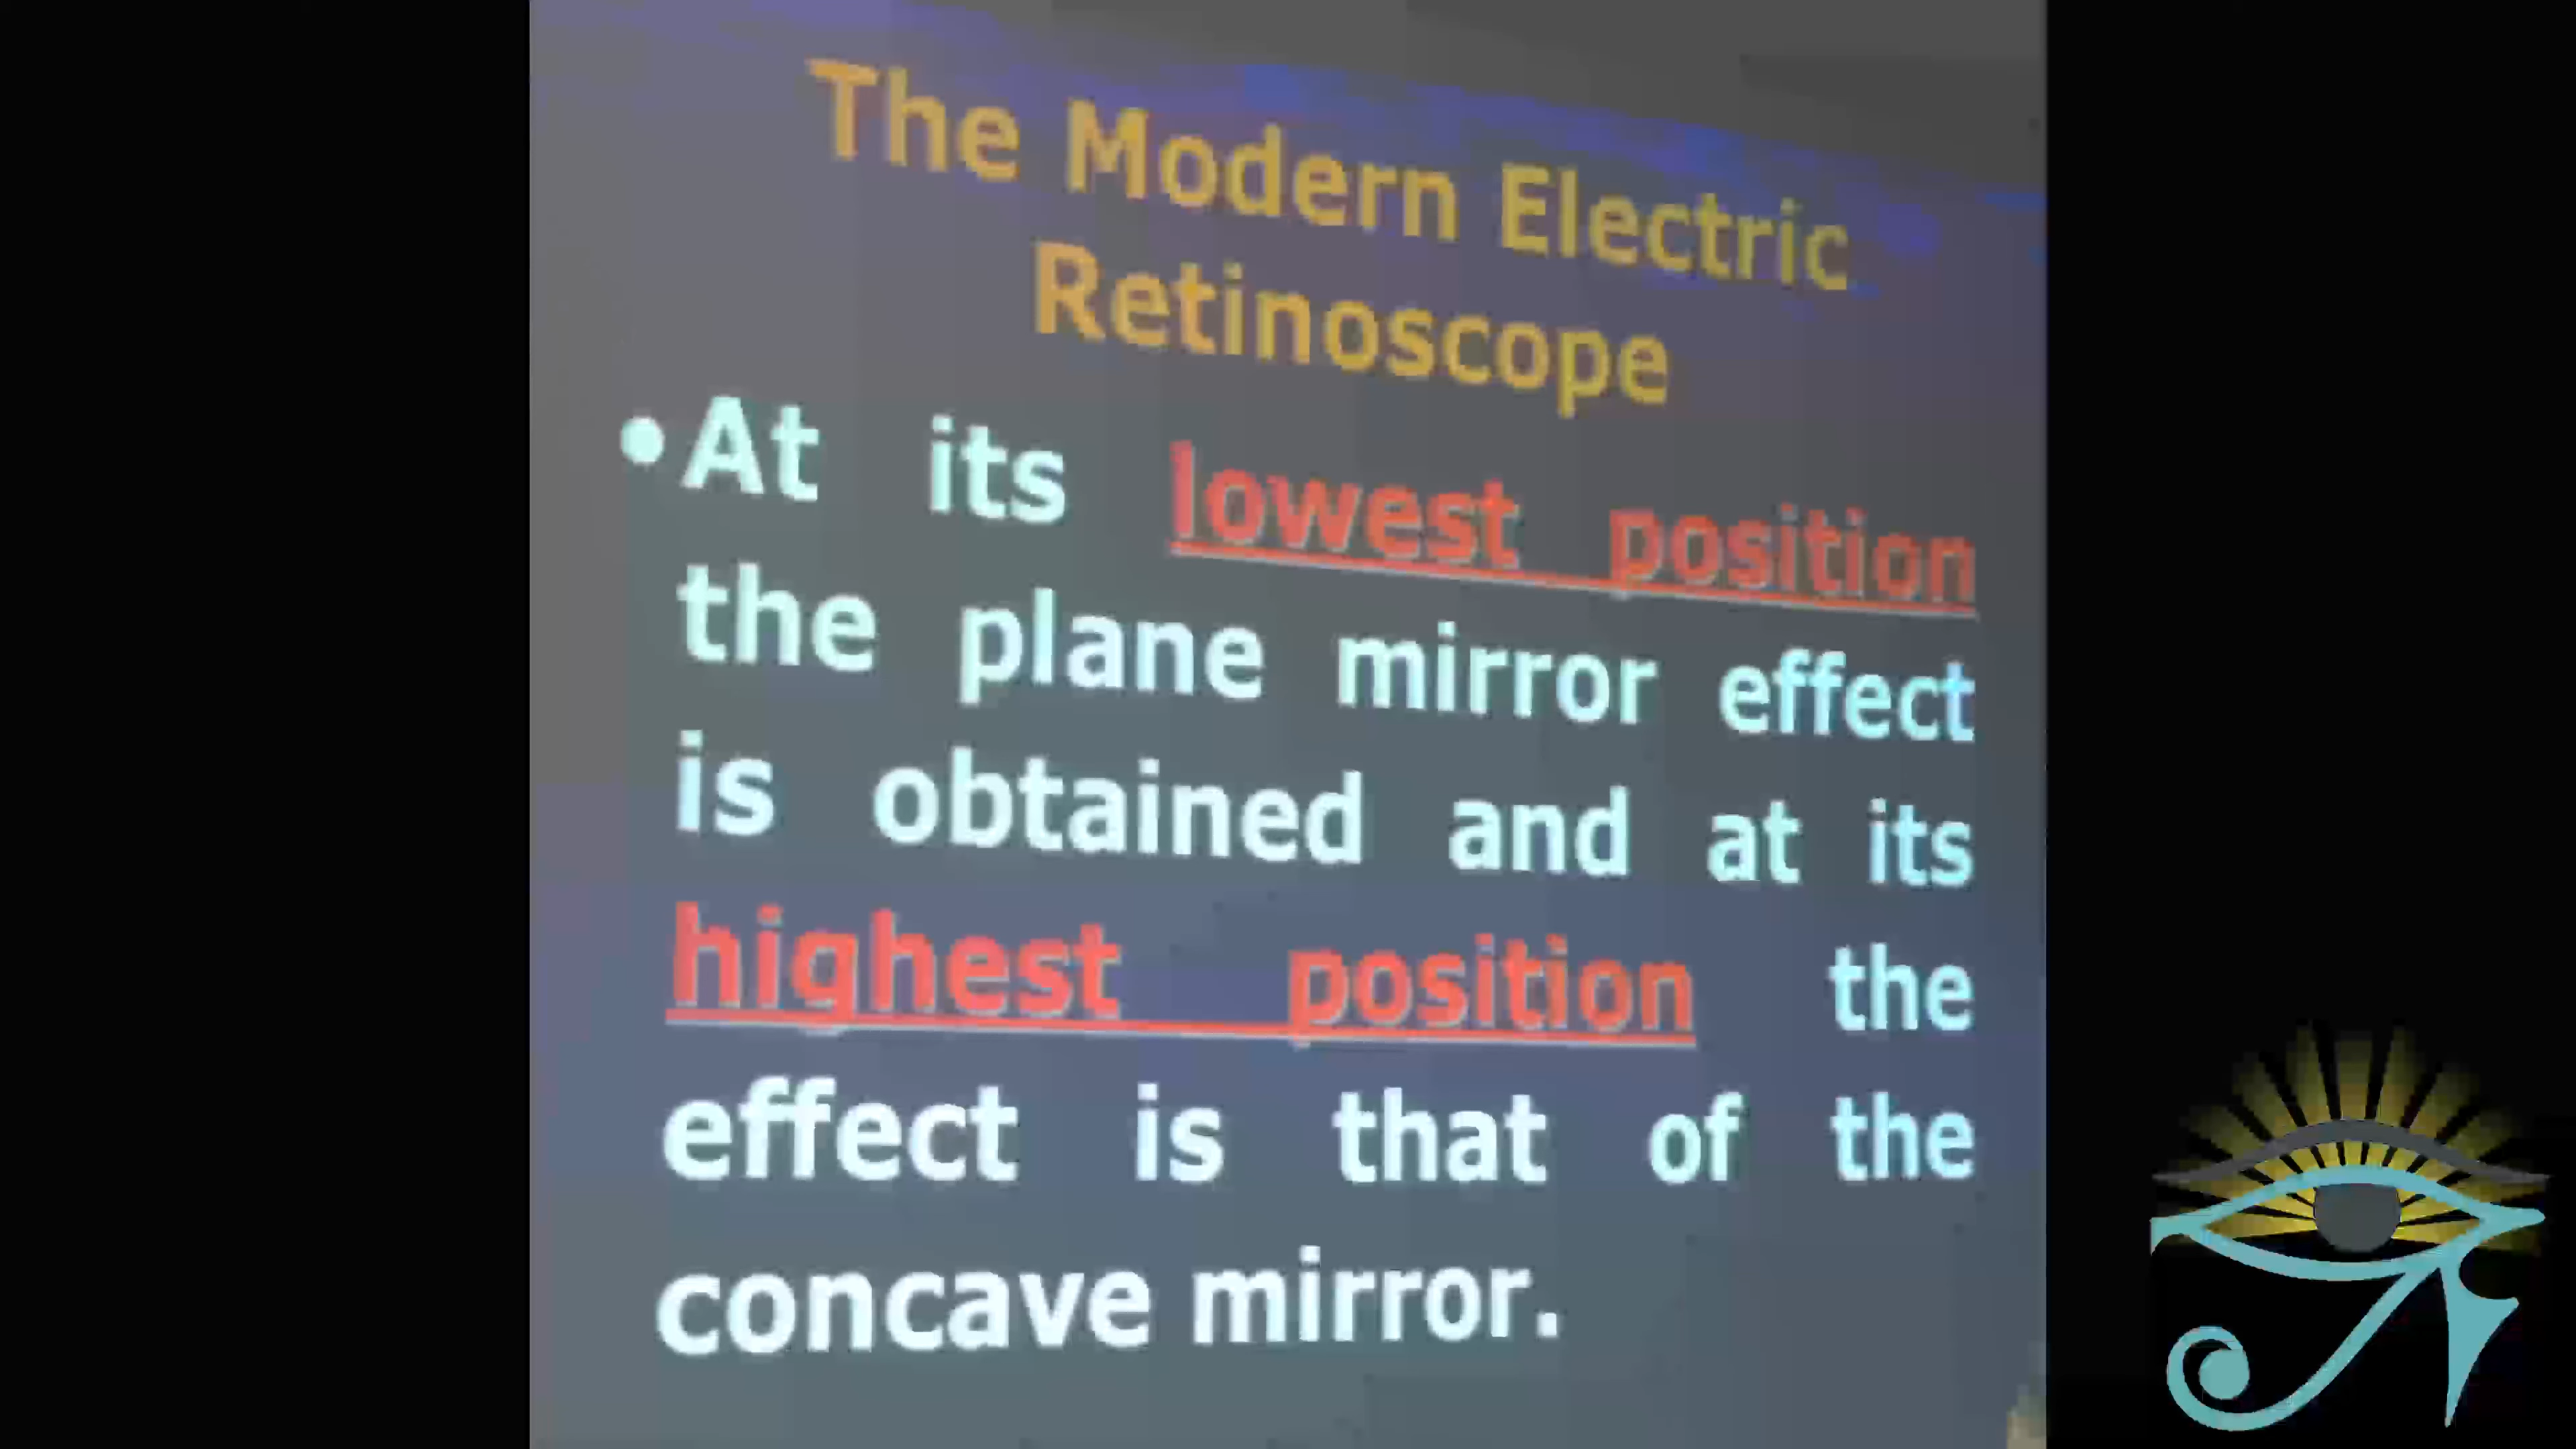 The Modern Electric
Retinoscope
• At its lowest position
the plane mirror effect
is obtained and at its
highest position the
effect is that of the
concave mirror.